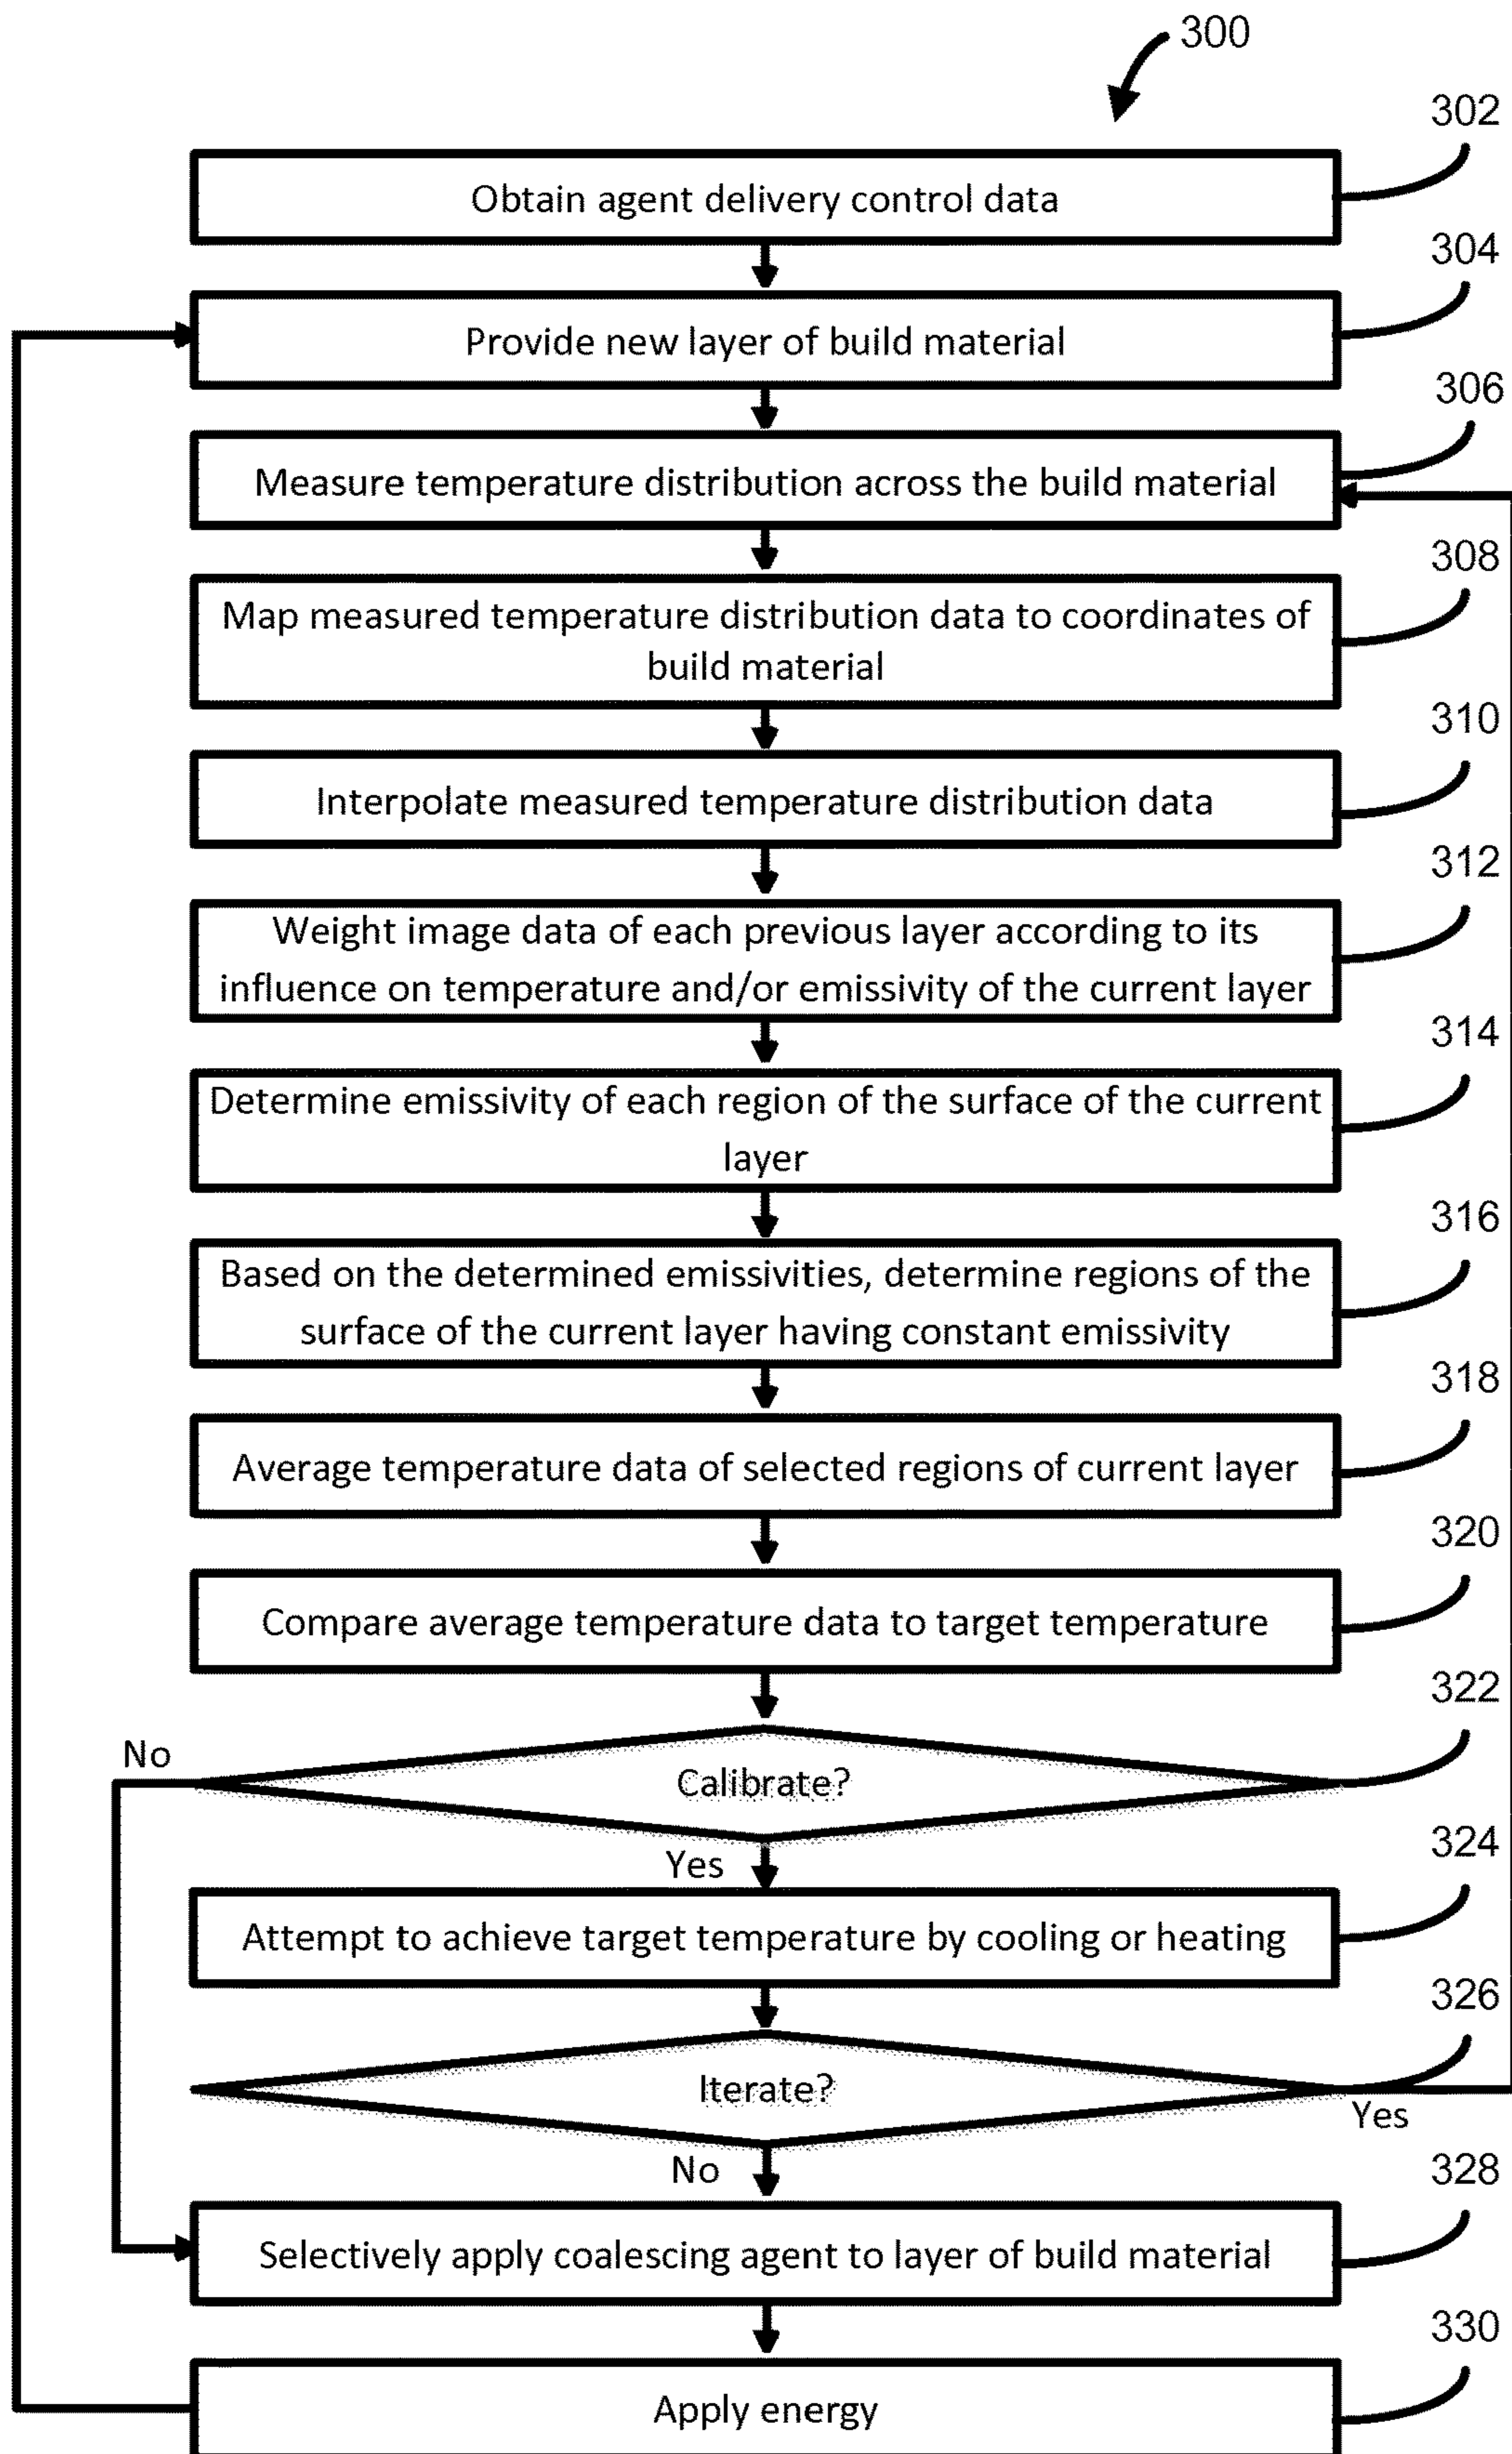 300
302
Obtain agent delivery control data
304
Provide new layer of build material
306
Measure temperature distribution across the build material
308
Map measured temperature distribution data to coordinates of
build material
310
Interpolate measured temperature distribution data
312
Weight image data of each previous layer according to its
influence on temperature and/or emissivity of the current layer
314
Determine emissivity of each region of the surface of the current
layer
316
Based on the determined emissivities, determine regions of the
surface of the current layer having constant emissivity
318
Average temperature data of selected regions of current layer
320
Compare average temperature data to target temperature
322
No
Calibrate?
Yes
324
Attempt to achieve target temperature by cooling or heating
326
Iterate?
Yes
No
328
Selectively apply coalescing agent to layer of build material
330
Apply energy